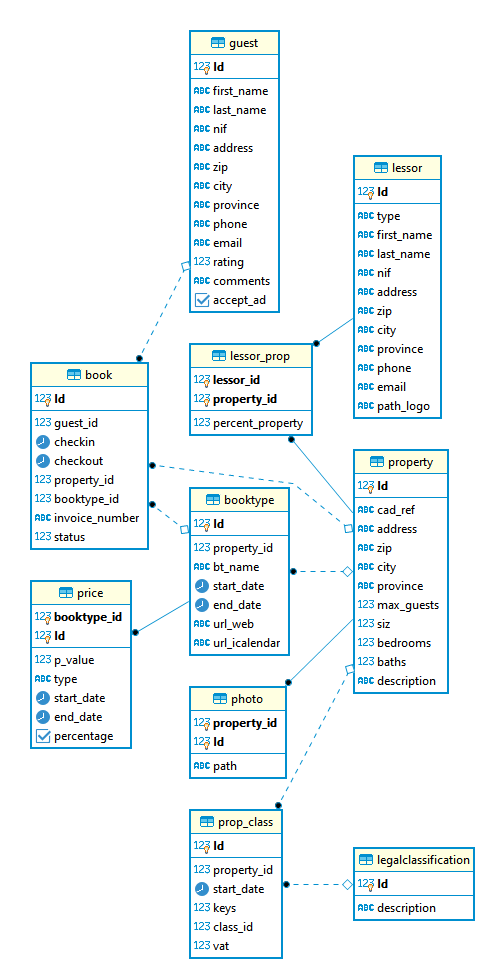 guest
123 Id
ABC first_name
ABC last_name
ABC nif
ABC address
ABC zip
ABC city
ABC province
ABC phone
ABC email
123 rating
ABC comments
accept_ad
lessor
123 Id
ABC type
ABC first_name
ABC last_name
ABC nif
ABC address
ABC zip
ABC city
ABC province
ABC phone
ABC email
ABC path_logo
lessor_prop
123 lessor_id
123 property_id
123 percent_property
book
123 Id
123 guest_id
checkin
checkout
123 property_id
123 booktype_id
ABC invoice_number
123 status
property
123 Id
ABC cad_ref
ABC address
ABC zip
ABC city
ABC province
123 max_guests
123 siz
123 bedrooms
123 baths
ABC description
booktype
123 Id
123 property_id
ABC bt_name
start_date
end_date
ABC url_web
ABC url_icalendar
price
123 booktype_id
123 Id
123 p_value
ABC type
start_date
end_date
percentage
photo
123 property_id
123 Id
ABC path
prop_class
123 Id
123 property_id
start_date
123 keys
123 class_id
123 vat
legalclassification
123 Id
ABC description